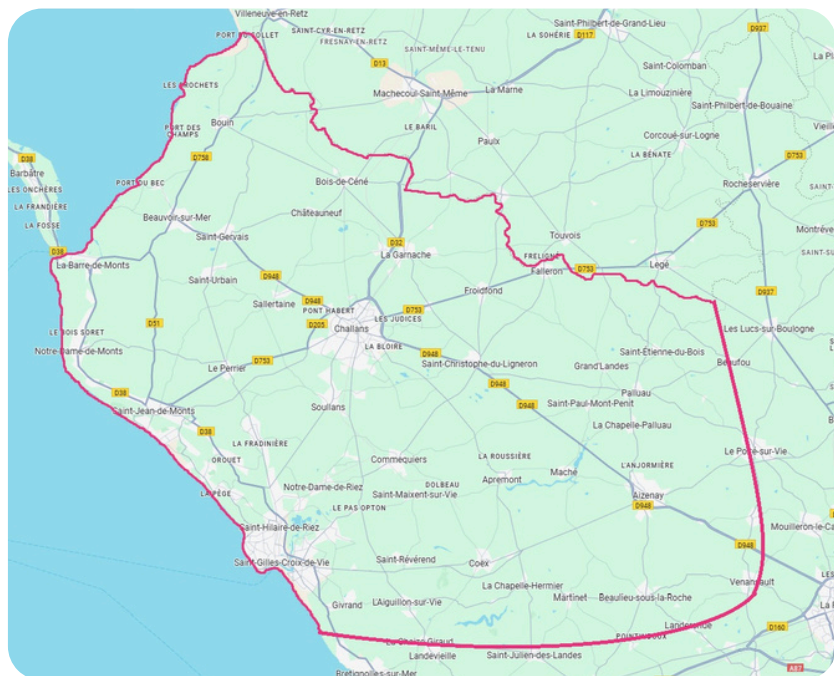 Villeneuve-en-Retz
Saint-Philbert-de-Grand-Lieu
SAINT-CYR-EN-RETZ
FRESNAY-EN-RETZ
LA SOHÉRIE
D117
D937
SAINT-MÊME-LE-TENU
D13
Saint-Colomban
LES BROCHETS
Machecoul-Saint-Même
La Marne
La Limouzinière
Saint-Philbert-de-Bouaine
Bouin
LE BARIL
PORT DES
CHAMPS
Paulx
Corcoué-sur-Logne
LA BÉNATE
D753
D758
D38
Barbâtre
LES ONCHÈRES
LA FRANDIÈRE
LA FOSSE
PORT DU BEC
Bois-de-Céné
Rocheservière
Châteauneuf
Beauvoir-sur-Mer
Saint-Gervais
D32
La Garnache
Touvois
D753
D38
La-Barre-de-Monts
FRELIGNÉ
Falleron
D753
Legé
Saint-Urbain
D948
Froidfond
D937
Sallertaine
D948
PONT HABERT
D205
D753
LES JUDICES
Challans
D51
LE BOIS SORET
Les Lucs-sur-Boulogne
Notre-Dame-de-Monts
LA BLOIRE
D948
Saint-Étienne-du-Bois
Beaufou
D753
Le Perrier
Saint-Christophe-du-Ligneron
Grand'Landes
D948
D38
Saint-Jean-de-Monts
Soullans
D948
Saint-Paul-Mont-Penit
Palluau
La Chapelle-Palluau
D38
LA FRADINIÈRE
OROUET
Commequiers
LA ROUSSIÈRE
Le Poiré-sur-Vie
L'ANJORMIÈRE
Maché
LA PÈGE
Notre-Dame-de-Riez
DOLBEAU
Apremont
Saint-Maixent-sur-Vie
Aizenay
D948
LE PAS OPTON
Saint-Hilaire-de-Riez
D948
Saint-Gilles-Croix-de-Vie
Saint-Révérend
Coëx
La Chapelle-Hermier
Venansault
Givrand
L'Aiguillon-sur-Vie
Martinet
Beaulieu-sous-la-Roche
Landeronde
D160
La Chaize-Giraud
Landevieille
Saint-Julien-des-Landes
Bretignolles-sur-Mer
A87